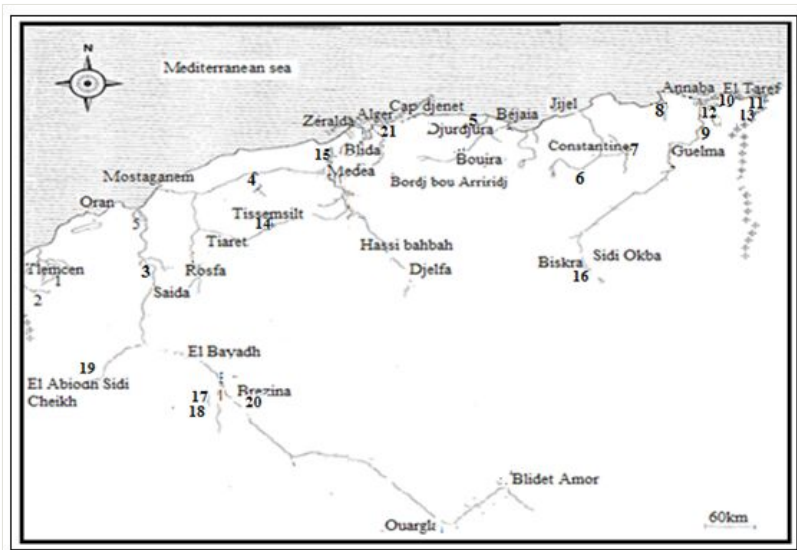 N
Mediterranean sea
Annaba
El Taref
10
11
Jijel
8
12
13
Cap djenet
Alger
Zeralda
21
5
Bejaia
Djurdjura
9
Blida
15
Constantine
7
Guelma
Bouira
Medea
Mostaganem
4
Bordj bou Arriridj
6
Oran
Tissemsilt
5
14
Tiaret
Hassi bahbah
Sidi Okba
Tlemcen
3
Rosfa
Djelfa
Biskra
1
16
2
Saida
El Bayadh
19
El Abiodh Sidi
Cheikh
17
Brezina
18
20
Blidet Amor
Ouargla
60km